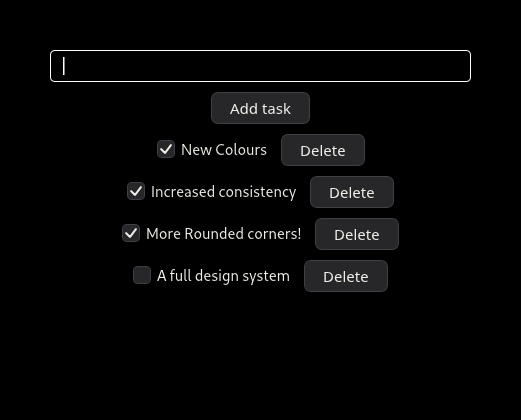 Add task
New Colours Delete
Increased consistency Delete
More Rounded corners! Delete
A full design system Delete